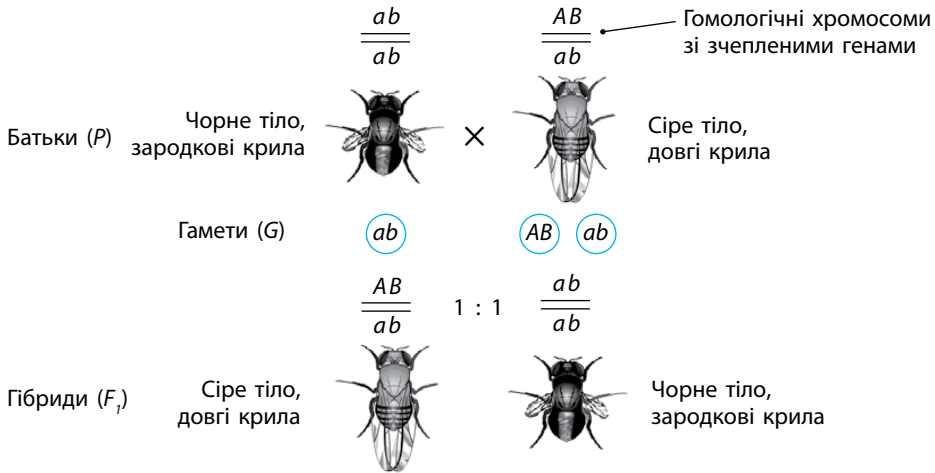 ab
ab
AB
ab
Гомологічні хромосоми
зі зчепленими генами
Батьки (P)
Чорне тіло,
зародкові крила
×
Сіре тіло,
довгі крила
Гамети (G)
ab
AB
ab
AB
ab
1 : 1
ab
ab
Гібриди (F₁)
Сіре тіло,
довгі крила
Чорне тіло,
зародкові крила